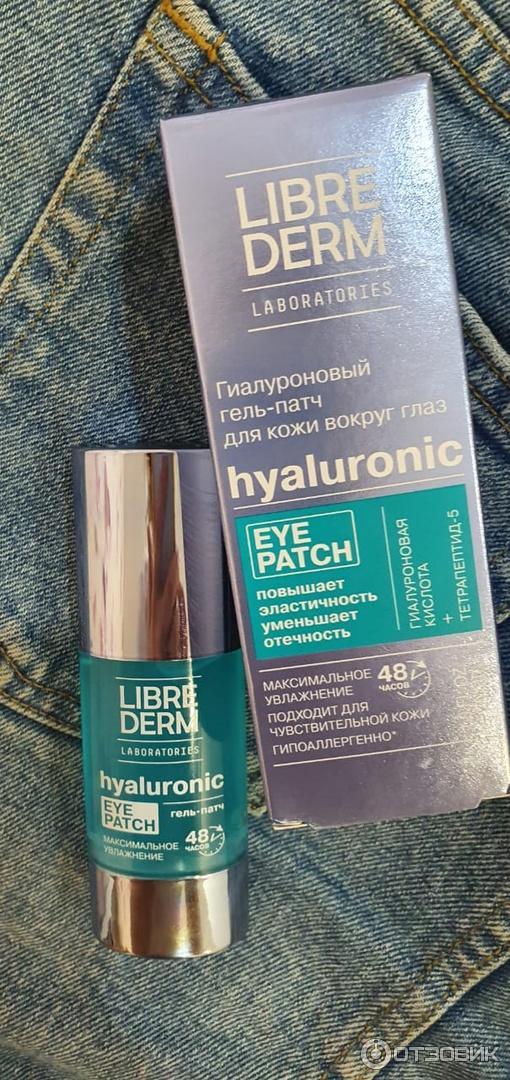 LIBRE
DERM
LABORATORIES
Гиалуроновый
гель-патч
для кожи вокруг глаз
hyaluronic
EYE
PATCH
повышает
эластичность
уменьшает
отечность
ГИАЛУРОНОВАЯ
КИСЛОТА
+
ТЕТРАПЕПТИД-5
МАКСИМАЛЬНОЕ
УВЛАЖНЕНИЕ
48
ЧАСОВ
ПОДХОДИТ ДЛЯ
ЧУВСТВИТЕЛЬНОЙ КОЖИ
ГИПОАЛЛЕРГЕННО*
LIBRE
DERM
LABORATORIES
hyaluronic
EYE
PATCH
гель-патч
МАКСИМАЛЬНОЕ
УВЛАЖНЕНИЕ
48
ЧАСОВ
ОТЗОВИК